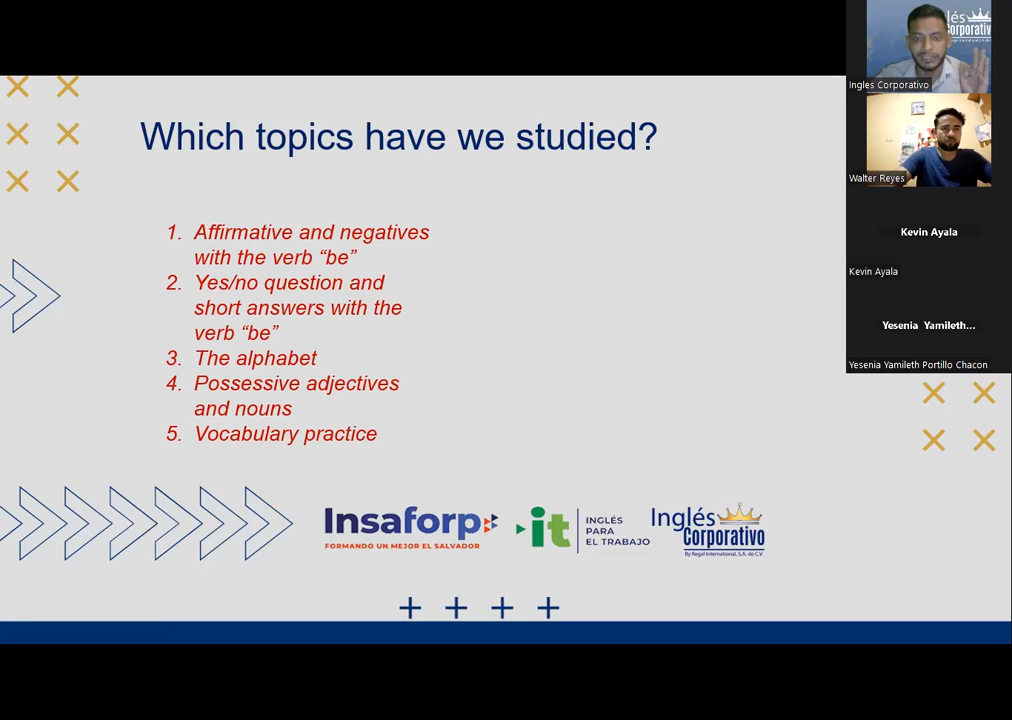 lés
Corporativo
Ingles Corporativo
Which topics have we studied?
Walter Reyes
Kevin Ayala
Kevin Ayala
Yesenia Yamileth...
Yesenia Yamileth Portillo Chacon
1. Affirmative and negatives
with the verb “be”
2. Yes/no question and
short answers with the
verb “be”
3. The alphabet
4. Possessive adjectives
and nouns
5. Vocabulary practice
Insaforp
FORMANDO UN MEJOR EL SALVADOR
it
INGLÉS
PARA
EL TRABAJO
Inglés
Corporativo
By Regal International, S.A. de C.V.